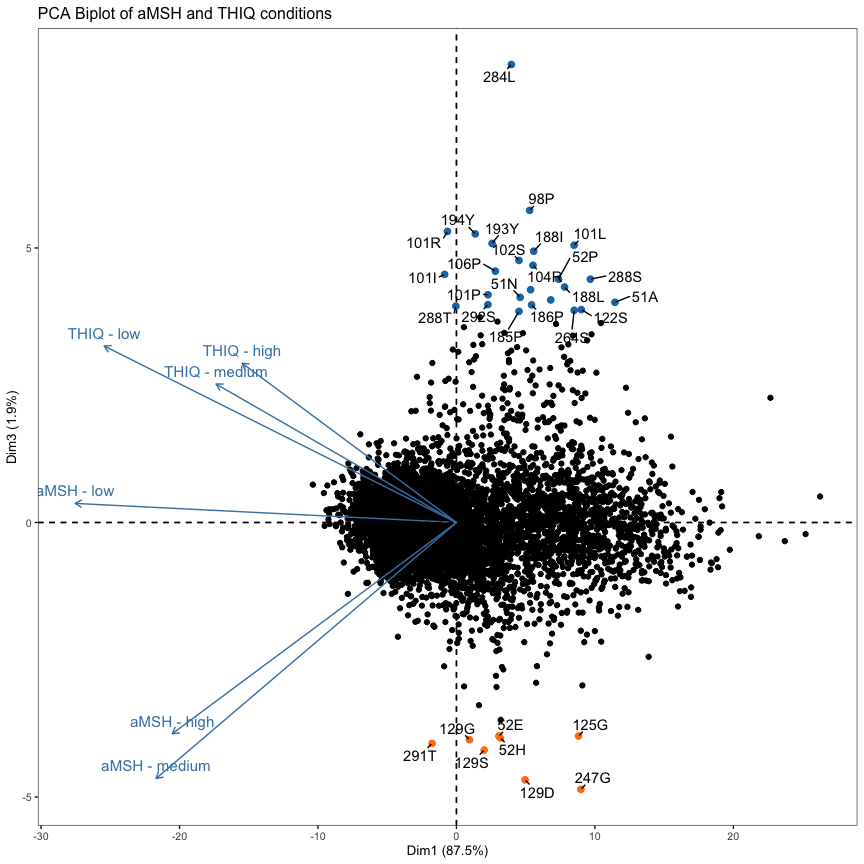 PCA Biplot of aMSH and THIQ conditions
284L
98P
194Y
193Y
101R
188I
101L
102S
52P
106P
101I
104R
288S
51N
101P
188L
51A
288T
292S
186P
122S
185P
264S
THIQ - low
THIQ - high
THIQ - medium
aMSH - low
aMSH - high
aMSH - medium
129G
52E
125G
291T
52H
129S
247G
129D
5
0
-5
-30
-20
-10
0
10
20
Dim1 (87.5%)
Dim3 (1.9%)